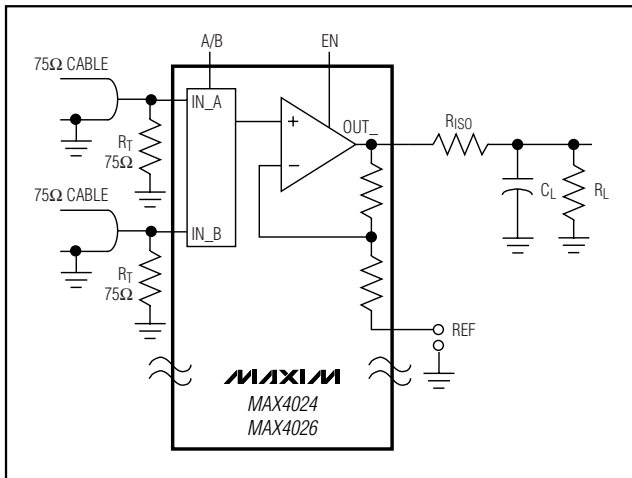 A/B
EN
75Ω CABLE
IN_A
OUT_
RISO
RT
75Ω
+
−
CL
RL
75Ω CABLE
IN_B
RT
75Ω
REF
MAXIM
MAX4024
MAX4026